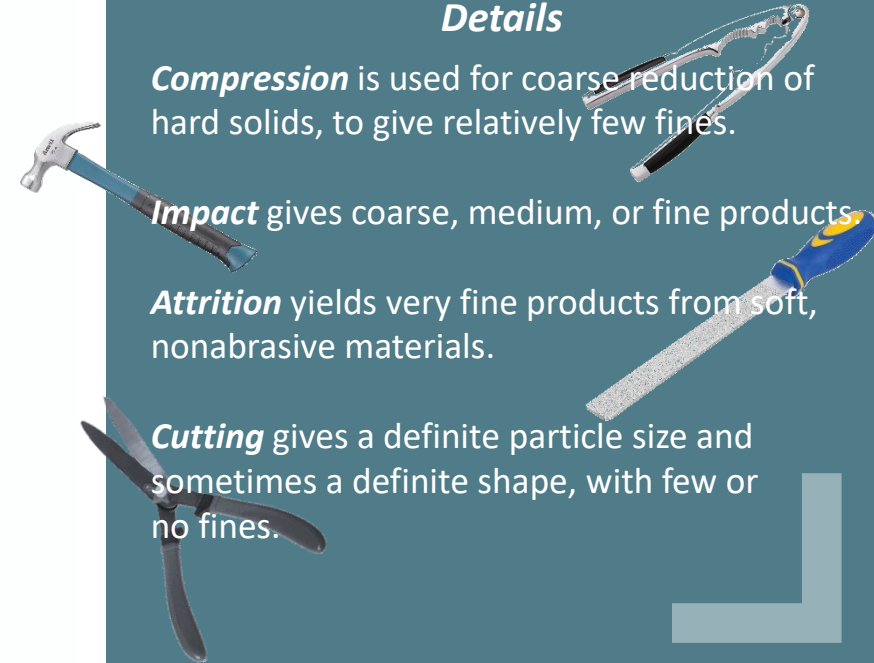 Details
Compression is used for coarse reduction of
hard solids, to give relatively few fines.
Impact gives coarse, medium, or fine products.
Attrition yields very fine products from soft,
nonabrasive materials.
Cutting gives a definite particle size and
sometimes a definite shape, with few or
no fines.